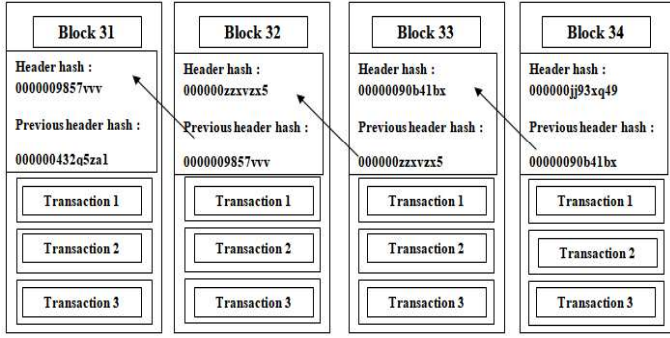 Block 31
Header hash :
0000009857vvv
Previous header hash :
000000432q5za1
Transaction 1
Transaction 2
Transaction 3
Block 32
Header hash :
000000zzxvzx5
Previous header hash :
0000009857vvv
Transaction 1
Transaction 2
Transaction 3
Block 33
Header hash :
00000090b41bx
Previous header hash :
000000zzxvzx5
Transaction 1
Transaction 2
Transaction 3
Block 34
Header hash :
000000jj93xq49
Previous header hash :
00000090b41bx
Transaction 1
Transaction 2
Transaction 3